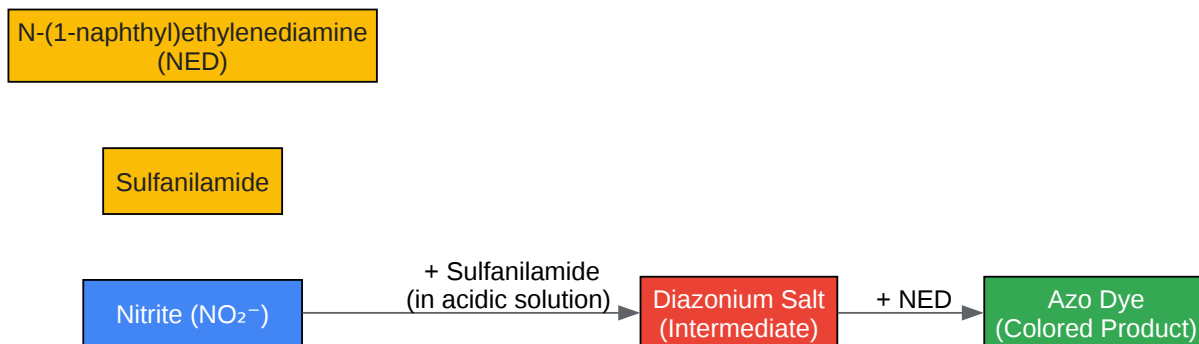 N-(1-naphthyl)ethylenediamine
(NED)
Sulfanilamide
Nitrite (NO₂⁻)
+ Sulfanilamide
(in acidic solution)
Diazonium Salt
(Intermediate)
+ NED
Azo Dye
(Colored Product)